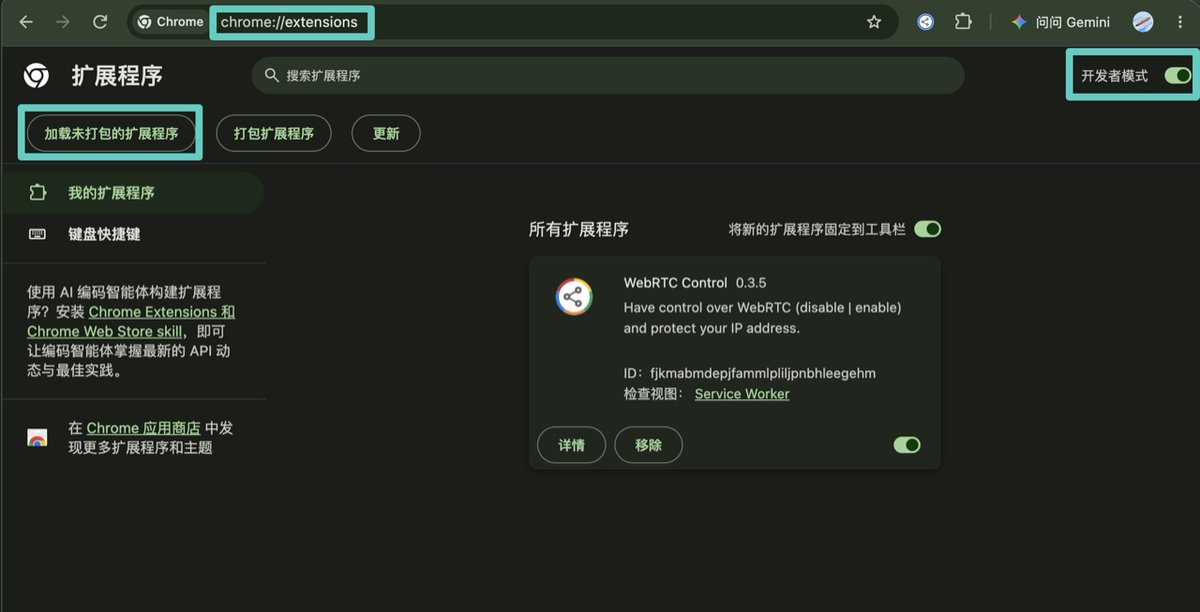 Chrome
chrome://extensions
问问 Gemini
扩展程序
搜索扩展程序
开发者模式
加载未打包的扩展程序
打包扩展程序
更新
我的扩展程序
键盘快捷键
使用 AI 编码智能体构建扩展程
序？安装 Chrome Extensions 和
Chrome Web Store skill，即可
让编码智能体掌握最新的 API 动
态与最佳实践。
在 Chrome 应用商店 中发
现更多扩展程序和主题
所有扩展程序
将新的扩展程序固定到工具栏
WebRTC Control 0.3.5
Have control over WebRTC (disable | enable)
and protect your IP address.
ID：fjkmabmdepjfammlpliljpnbhleegehm
检查视图： Service Worker
详情
移除